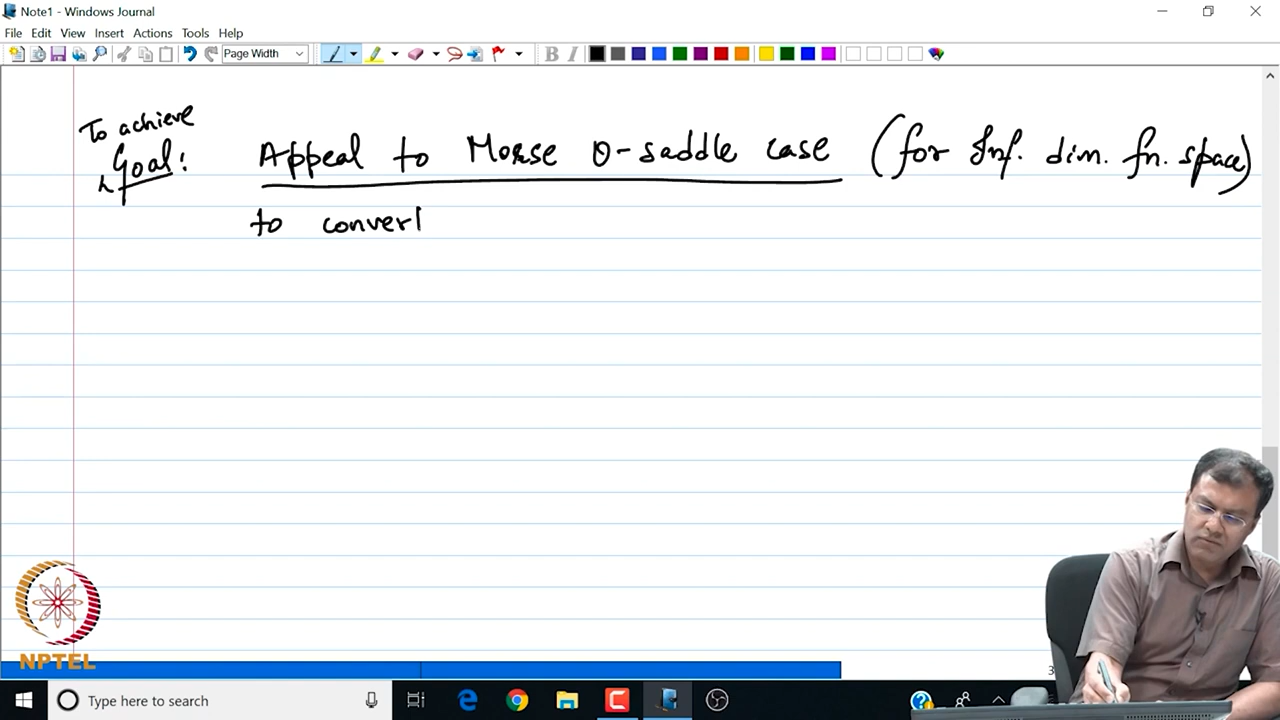 Note1 - Windows Journal
File Edit View Insert Actions Tools Help
Page Width
B I
To achieve
Goal: Appeal to Morse 0-saddle case (for Inf. dim. fn. space)
to convert
NPTEL
3
Type here to search